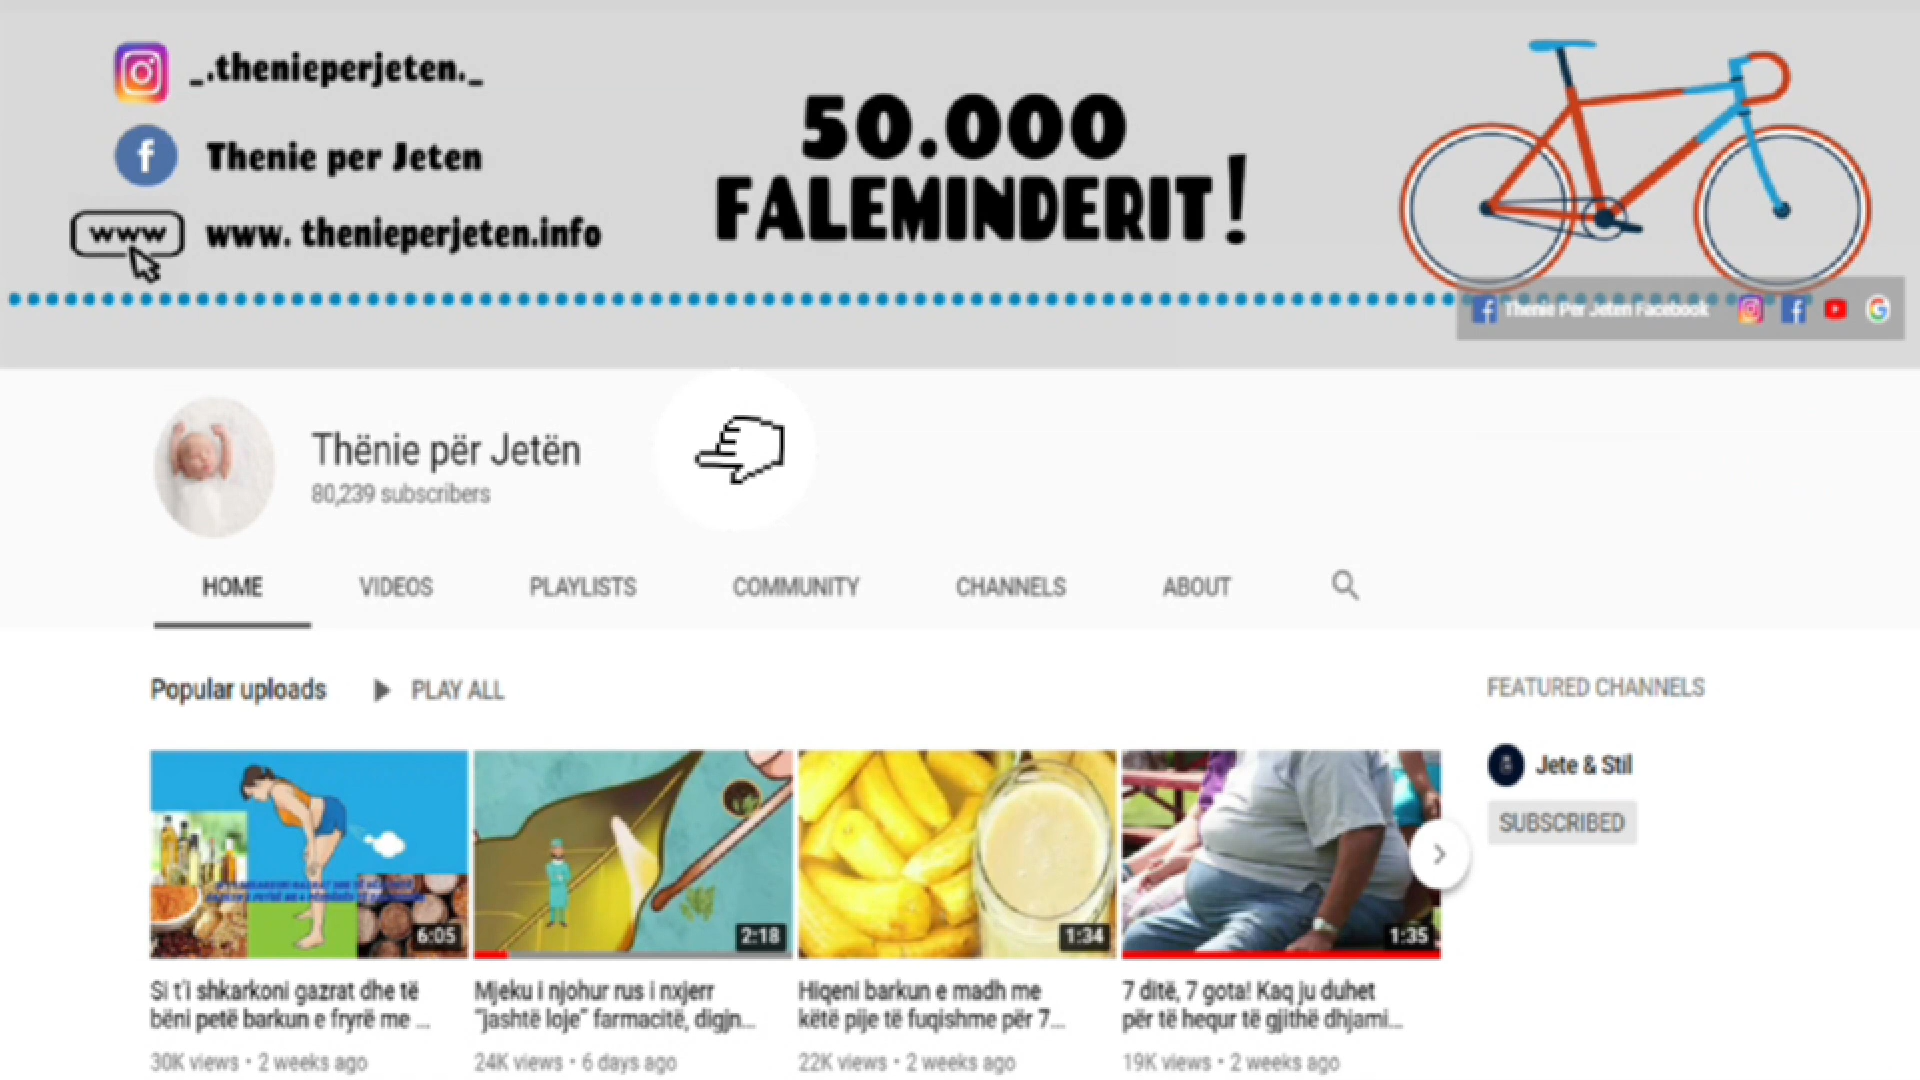 _.thenieperjeten._
Thenie per Jeten
www
www. thenieperjeten.info
50.000
FALEMINDERIT!
Thenie Per Jeten Facebook
Thënie për Jetën
80,239 subscribers
HOME VIDEOS PLAYLISTS COMMUNITY CHANNELS ABOUT
Popular uploads PLAY ALL
FEATURED CHANNELS
Jete & Stil
SUBSCRIBED
6:05
2:18
1:34
1:35
Si t'i shkarkoni gazrat dhe të
bëni petë barkun e fryrë me ...
30K views • 2 weeks ago
Mjeku i njohur rus i nxjerr
"jashtë loje" farmacitë, digjn...
24K views • 6 days ago
Hiqeni barkun e madh me
këtë pije të fuqishme për 7...
22K views • 2 weeks ago
7 ditë, 7 gota! Kaq ju duhet
për të hequr të gjithë dhjami...
19K views • 2 weeks ago